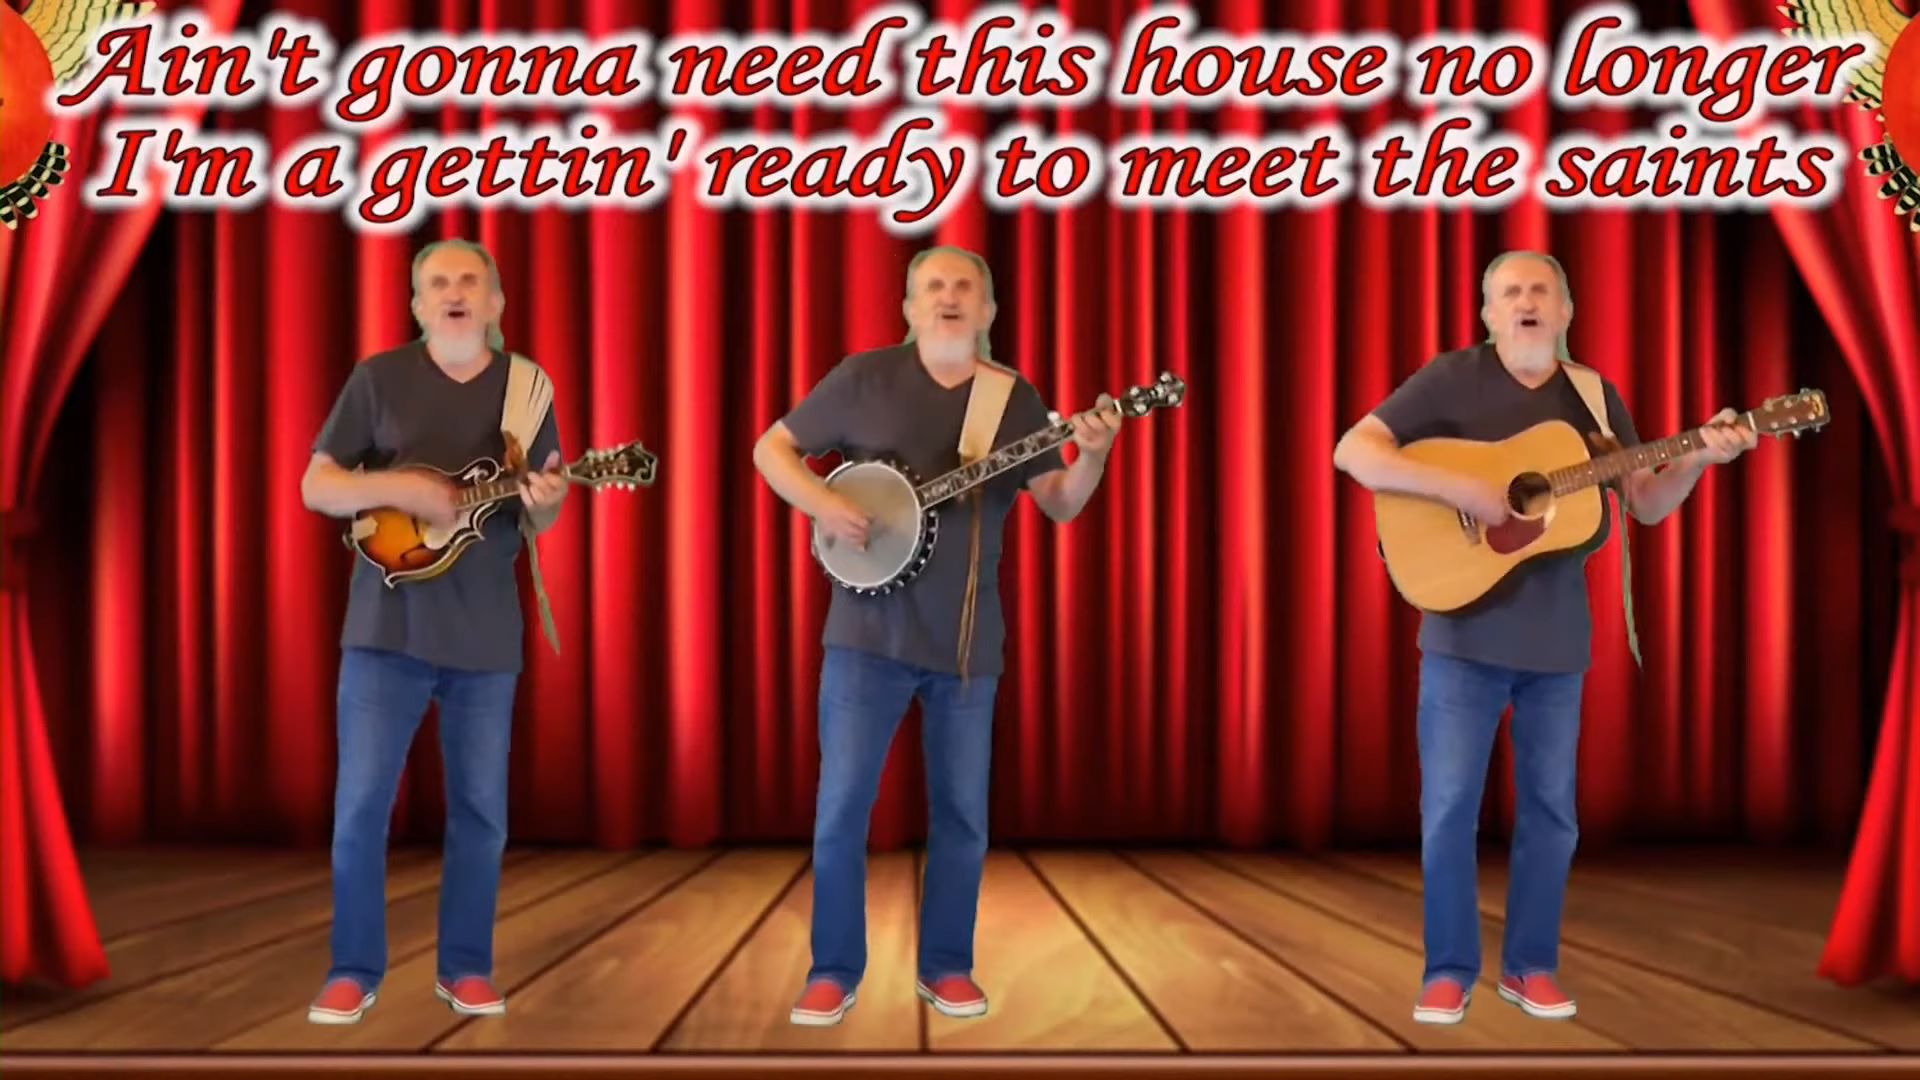 Ain't gonna need this house no longer
I'm a gettin' ready to meet the saints